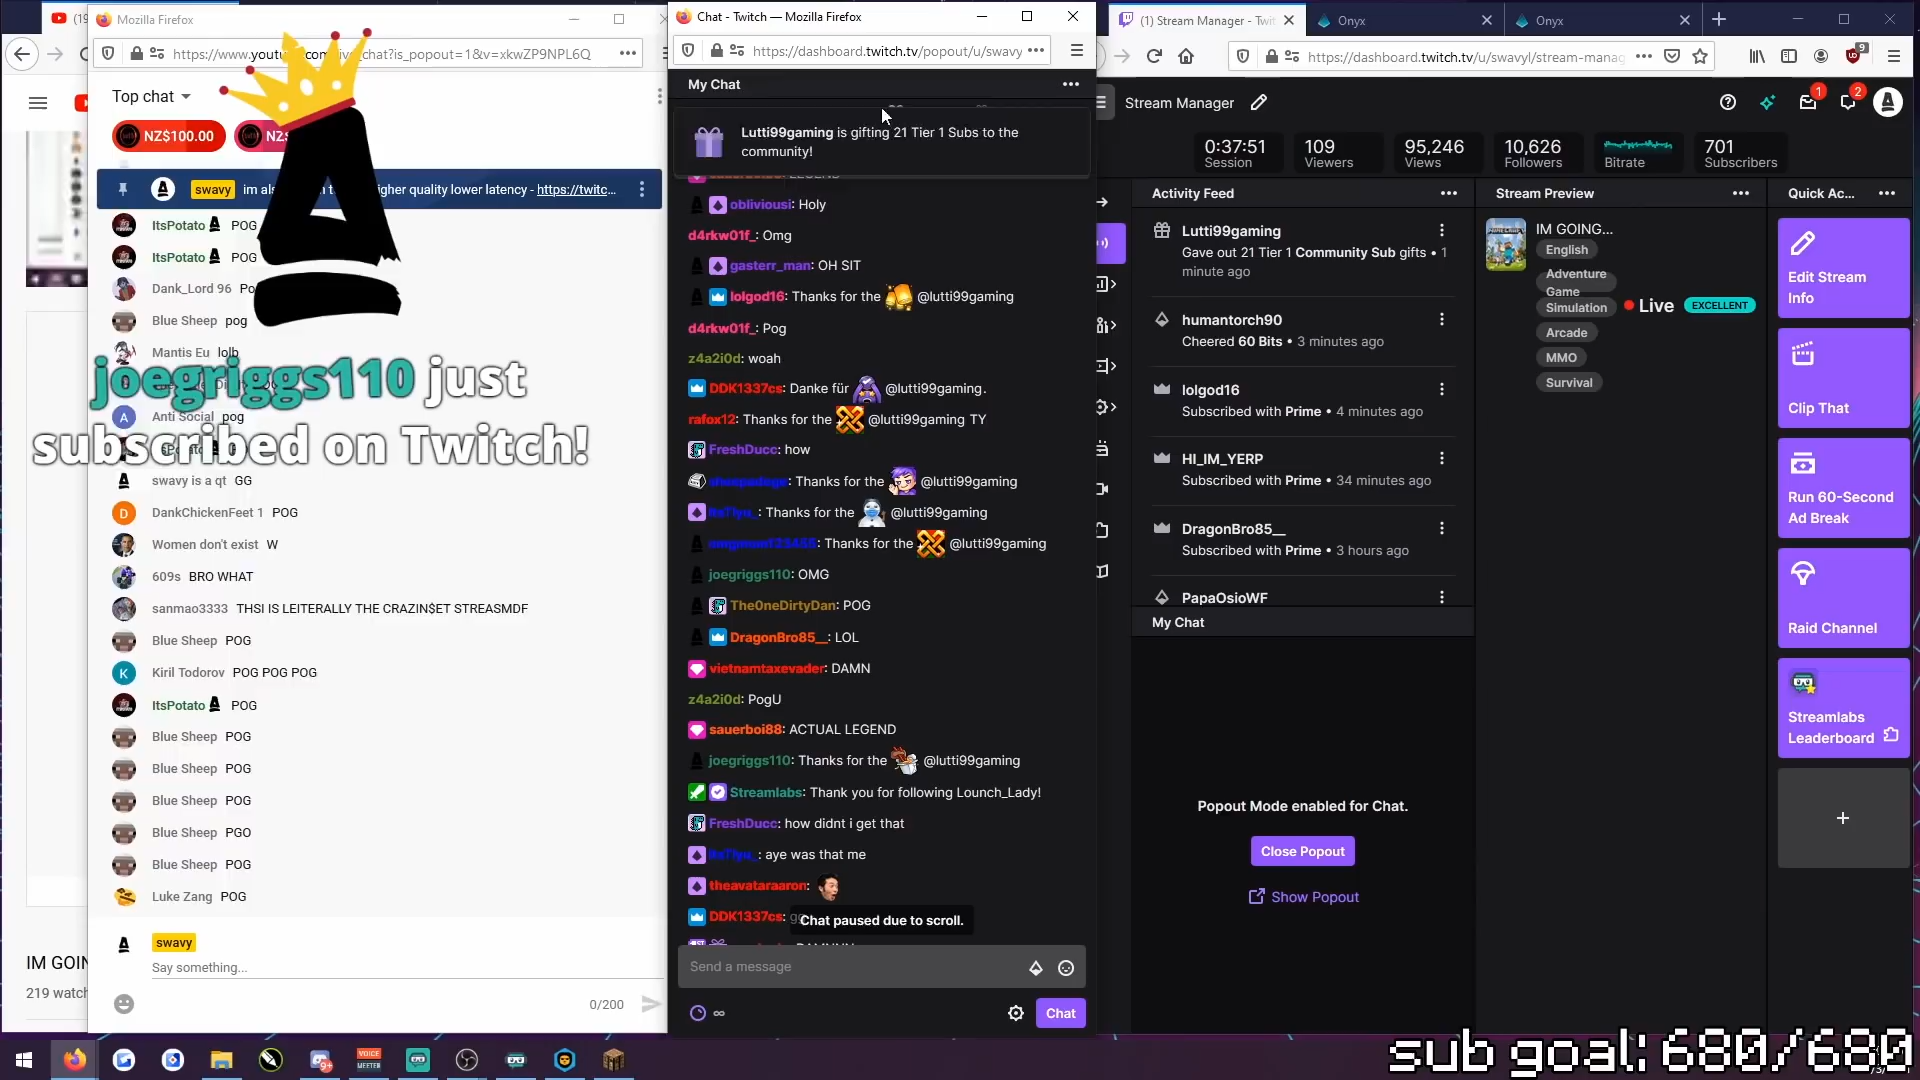 (19
Mozilla Firefox
https://www.youtube.com/live_chat?is_popout=1&v=xkwZP9NPL6Q
Top chat
NZ$100.00
NZ$
swavy
https://twitc...
ItsPotato POG
ItsPotato POG
Dank_Lord 96
Blue Sheep pog
Mantis Eu lolb
Anti Social pog
swavy is a qt GG
DankChickenFeet 1 POG
Women don't exist W
609s BRO WHAT
sanmao3333 THSI IS LEITERALLY THE CRAZIN$ET STREASMDF
Blue Sheep POG
Kiril Todorov POG POG POG
ItsPotato POG
Blue Sheep POG
Blue Sheep POG
Blue Sheep POG
Blue Sheep PGO
Blue Sheep POG
Luke Zang POG
swavy
Say something...
0/200
IM GOIN
219 watch
joegriggs110 just
subscribed on Twitch!
Chat - Twitch — Mozilla Firefox
https://dashboard.twitch.tv/popout/u/swavy
My Chat
Lutti99gaming is gifting 21 Tier 1 Subs to the
community!
obliviousi: Holy
d4rkw01f_: Omg
gasterr_man: OH SIT
lolgod16: Thanks for the @lutti99gaming
d4rkw01f_: Pog
z4a2i0d: woah
DDK1337cs: Danke für @lutti99gaming.
rafox12: Thanks for the @lutti99gaming TY
FreshDucc: how
: Thanks for the @lutti99gaming
: Thanks for the @lutti99gaming
: Thanks for the @lutti99gaming
joegriggs110: OMG
The0neDirtyDan: POG
DragonBro85__: LOL
vietnamtaxevader: DAMN
z4a2i0d: PogU
sauerboi88: ACTUAL LEGEND
joegriggs110: Thanks for the @lutti99gaming
Streamlabs: Thank you for following Lounch_Lady!
FreshDucc: how didnt i get that
: aye was that me
theavataraaron:
DDK1337cs:
Chat paused due to scroll.
Send a message
Chat
(1) Stream Manager - Twit
Onyx
Onyx
https://dashboard.twitch.tv/u/swavyl/stream-manag
9
Stream Manager
1
2
0:37:51
Session
109
Viewers
95,246
Views
10,626
Followers
Bitrate
701
Subscribers
Activity Feed
Lutti99gaming
Gave out 21 Tier 1 Community Sub gifts • 1
minute ago
humantorch90
Cheered 60 Bits • 3 minutes ago
lolgod16
Subscribed with Prime • 4 minutes ago
HI_IM_YERP
Subscribed with Prime • 34 minutes ago
DragonBro85__
Subscribed with Prime • 3 hours ago
PapaOsioWF
My Chat
Popout Mode enabled for Chat.
Close Popout
Show Popout
Stream Preview
IM GOING...
English
Adventure
Game
Simulation
Arcade
MMO
Survival
Live
EXCELLENT
Quick Ac...
Edit Stream
Info
Clip That
Run 60-Second
Ad Break
Raid Channel
Streamlabs
Leaderboard
9+
VOICE
MEETER
sub goal: 680/680